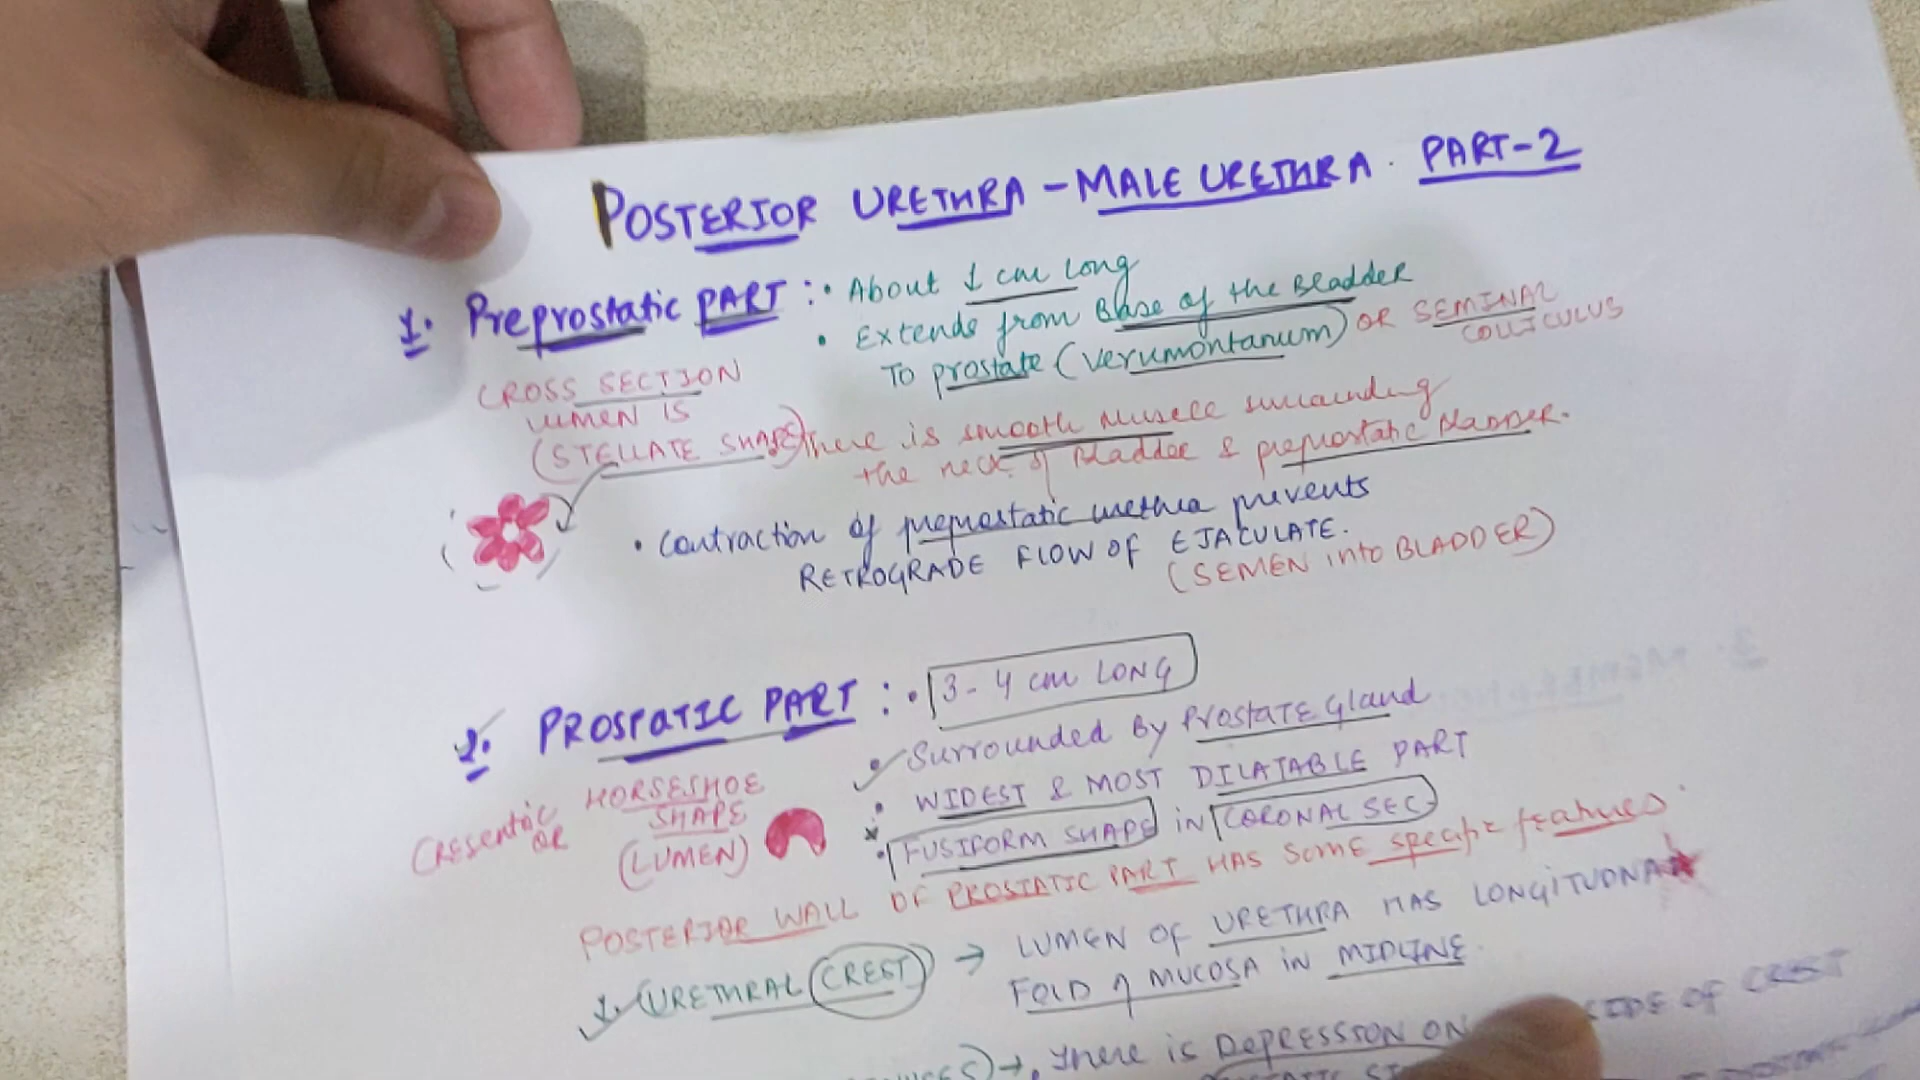 POSTERIOR URETHRA - MALE URETHRA. PART-2
1. Preprostatic PART :• About 1 cm long
• Extends from Base of the Bladder
To prostate (Verumontanum) OR SEMINAL
COLLICULUS
CROSS SECTION
LUMEN IS
(STELLATE SHAPE)
There is smooth muscle surrounding
the neck of Bladder & preprostatic
• Contraction of preprostatic urethra prevents
RETROGRADE FLOW OF EJACULATE.
(SEMEN into BLADDER)
2. PROSTATIC PART : • 3-4 cm LONG
• Surrounded By Prostate Gland
• WIDEST & MOST DILATABLE PART
• FUSIFORM SHAPE in CORONAL SEC
CRESENTIC OR
HORSESHOE
SHAPE
(LUMEN)
POSTERIOR WALL OF PROSTATIC PART HAS SOME specific features
1. URETHRAL CREST → LUMEN OF URETHRA HAS LONGITUDNAL
FOLD of MUCOSA in MIDLINE.
→ • There is DEPRESSION ON SIDE OF CREST